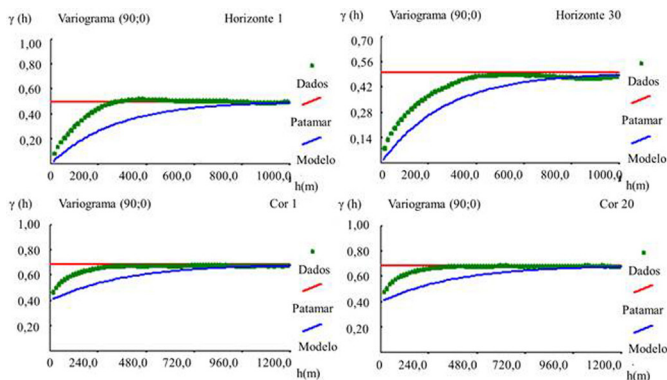 γ (h) Variograma (90;0) Horizonte 1
1,00
0,80
0,60
0,40
0,20
0 200,0 400,0 600,0 800,0 1000,0
h(m)
Dados
Patamar
Modelo
γ (h) Variograma (90;0) Horizonte 30
0,70
0,56
0,42
0,28
0,14
0 200,0 400,0 600,0 800,0 1000,0
h(m)
Dados
Patamar
Modelo
γ (h) Variograma (90;0) Cor 1
1,00
0,80
0,60
0,40
0,20
0 240,0 480,0 720,0 960,0 1200,0
h(m)
Dados
Patamar
Modelo
γ (h) Variograma (90;0) Cor 20
1,00
0,80
0,60
0,40
0,20
0 240,0 480,0 720,0 960,0 1200,0
h(m)
Dados
Patamar
Modelo